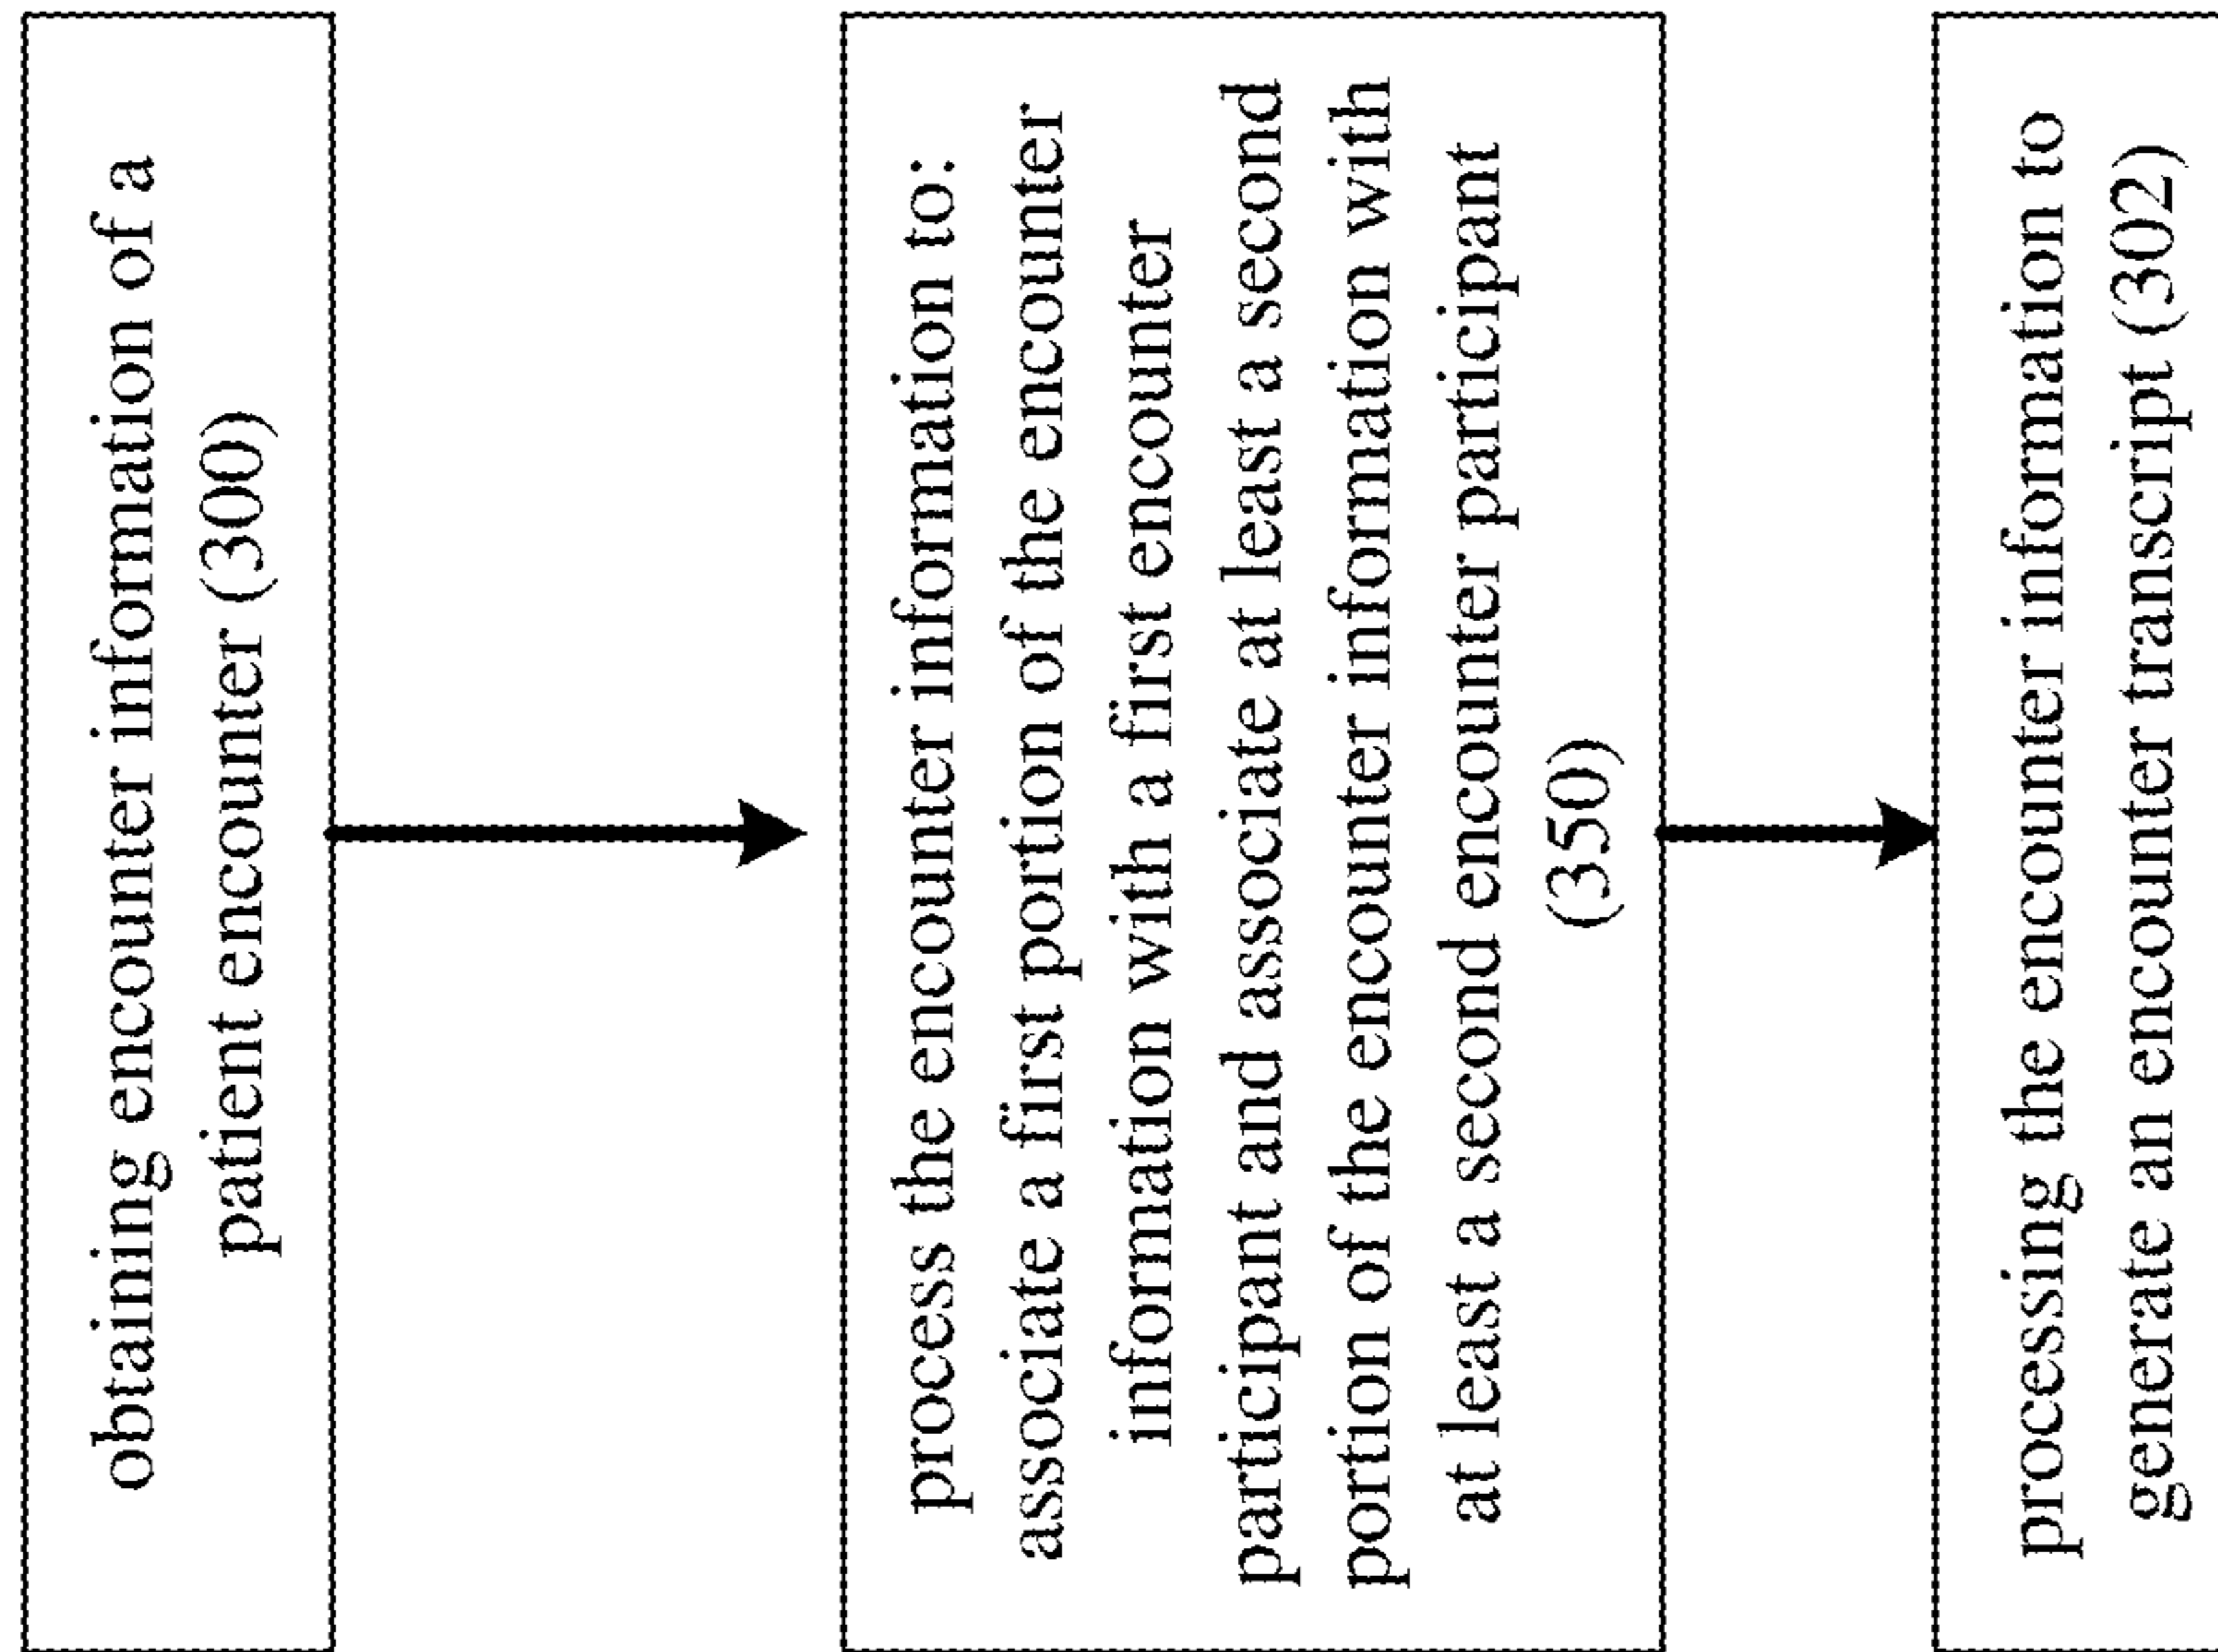 obtaining encounter information of a
patient encounter (300)
process the encounter information to:
associate a first portion of the encounter
information with a first encounter
participant and associate at least a second
portion of the encounter information with
at least a second encounter participant
(350)
processing the encounter information to
generate an encounter transcript (302)